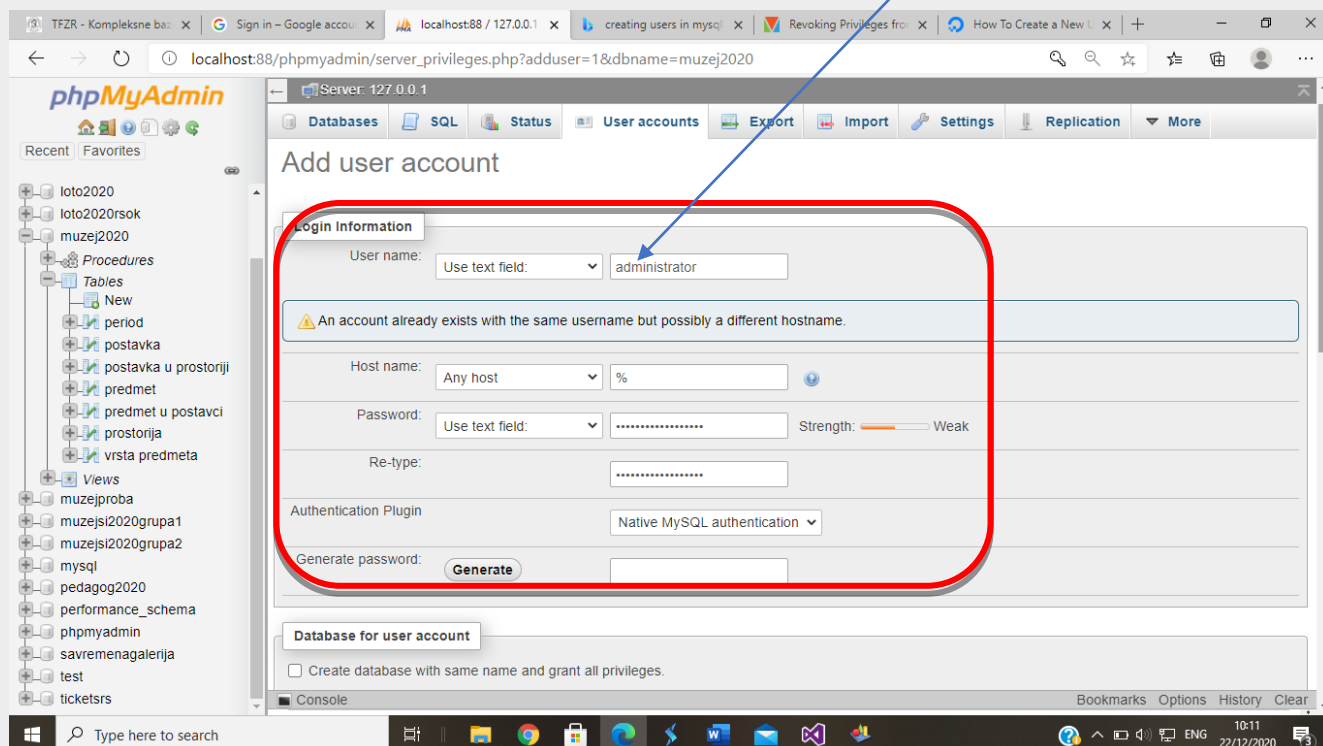 TFZR - Kompleksne baz
Sign in – Google accou
localhost:88 / 127.0.0.1
creating users in mysql
Revoking Privileges fro
How To Create a New U
localhost:88/phpmyadmin/server_privileges.php?adduser=1&dbname=muzej2020
phpMyAdmin
Recent Favorites
loto2020
loto2020rsok
muzej2020
Procedures
Tables
New
period
postavka
postavka u prostoriji
predmet
predmet u postavci
prostorija
vrsta predmeta
Views
muzejproba
muzejsi2020grupa1
muzejsi2020grupa2
mysql
pedagog2020
performance_schema
phpmyadmin
savremenagalerija
test
ticketsrs
Server: 127.0.0.1
Databases SQL Status User accounts Export Import Settings Replication More
Add user account
Login Information
User name: Use text field: administrator
An account already exists with the same username but possibly a different hostname.
Host name: Any host %
Password: Use text field: •••••••••••••••••• Strength: Weak
Re-type: ••••••••••••••••••
Authentication Plugin Native MySQL authentication
Generate password: Generate
Database for user account
Create database with same name and grant all privileges.
Console Bookmarks Options History Clear
Type here to search
ENG
10:11
22/12/2020
3